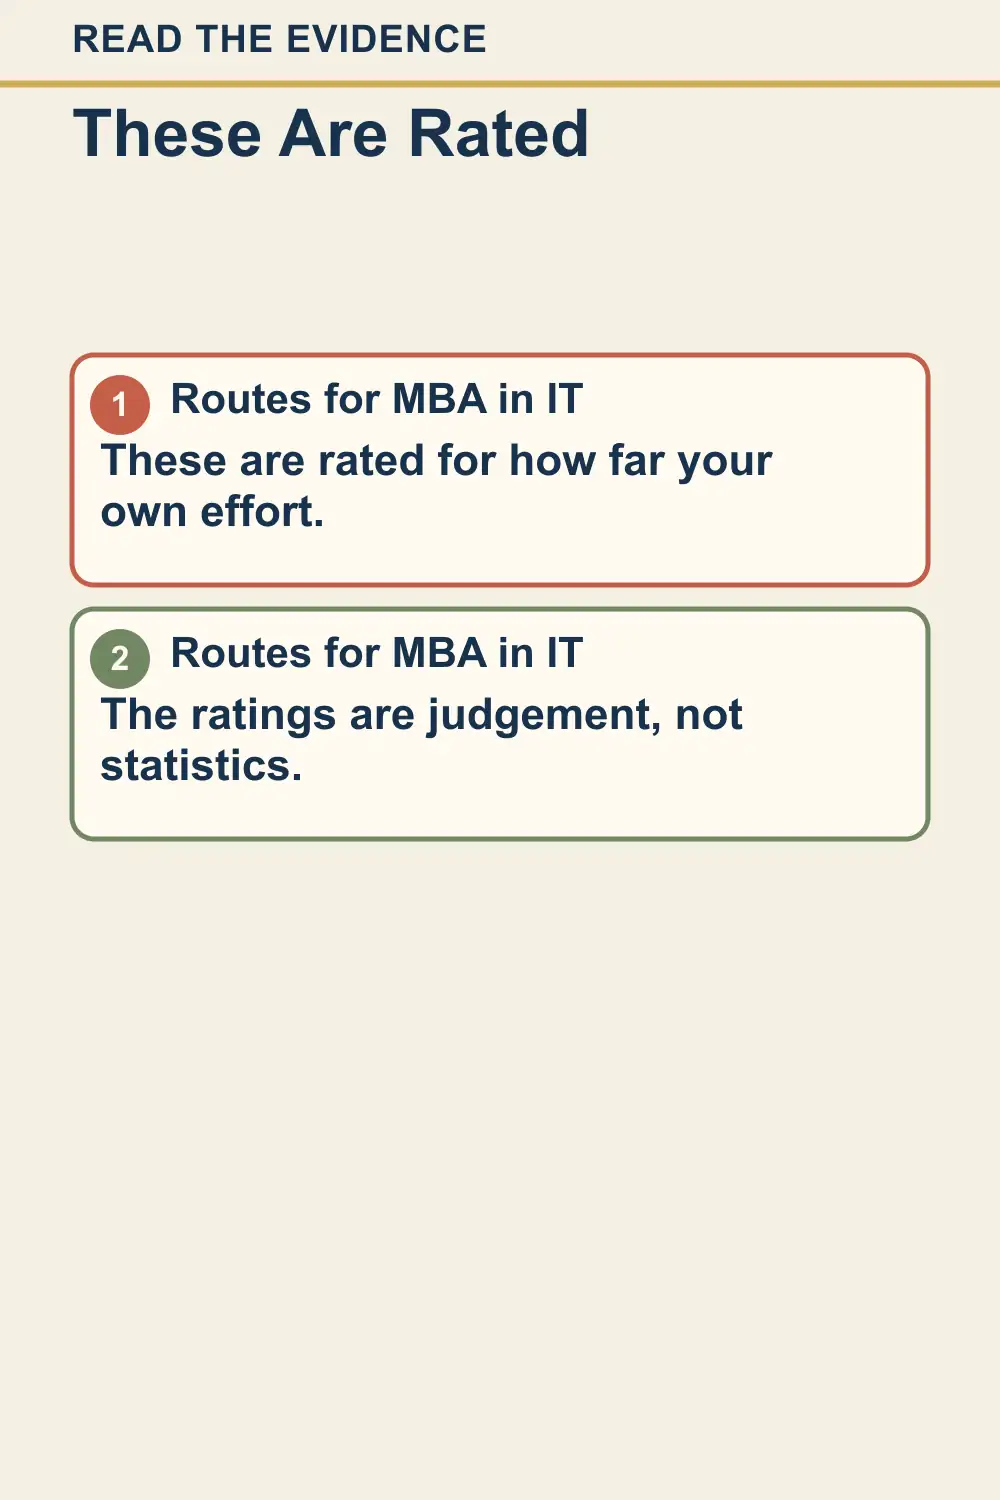 READ THE EVIDENCE
These Are Rated
1 Routes for MBA in IT
These are rated for how far your
own effort.
2 Routes for MBA in IT
The ratings are judgement, not
statistics.